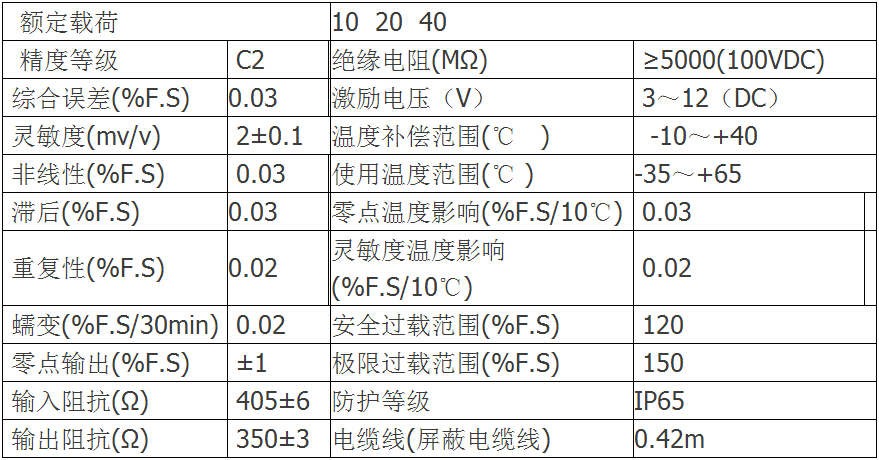 额定载荷 10 20 40
精度等级 C2 绝缘电阻(MΩ) ≥5000(100VDC)
综合误差(%F.S) 0.03 激励电压（V） 3～12（DC）
灵敏度(mv/v) 2±0.1 温度补偿范围(℃ ) -10～+40
非线性(%F.S) 0.03 使用温度范围(℃ ) -35～+65
滞后(%F.S) 0.03 零点温度影响(%F.S/10℃) 0.03
重复性(%F.S) 0.02 灵敏度温度影响
(%F.S/10℃) 0.02
蠕变(%F.S/30min) 0.02 安全过载范围(%F.S) 120
零点输出(%F.S) ±1 极限过载范围(%F.S) 150
输入阻抗(Ω) 405±6 防护等级 IP65
输出阻抗(Ω) 350±3 电缆线(屏蔽电缆线) 0.42m